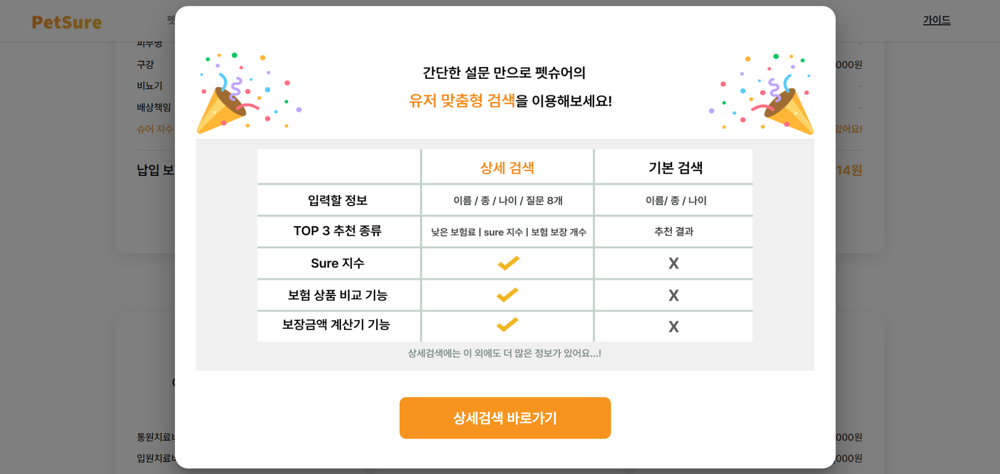 PetSure
펫
가이드
피부병
-
구강
000원
비뇨기
-
배상책임
-
슈어 지수
있어요!
납입 보
14원
통원치료
000원
입원치료
,000원
간단한 설문 만으로 펫슈어의
유저 맞춤형 검색을 이용해보세요!
상세 검색 기본 검색
입력할 정보 이름 / 종 / 나이 / 질문 8개 이름/ 종 / 나이
TOP 3 추천 종류 낮은 보험료 | sure 지수 | 보험 보장 개수 추천 결과
Sure 지수 X
보험 상품 비교 기능 X
보장금액 계산기 기능 X
상세검색에는 이 외에도 더 많은 정보가 있어요...!
상세검색 바로가기